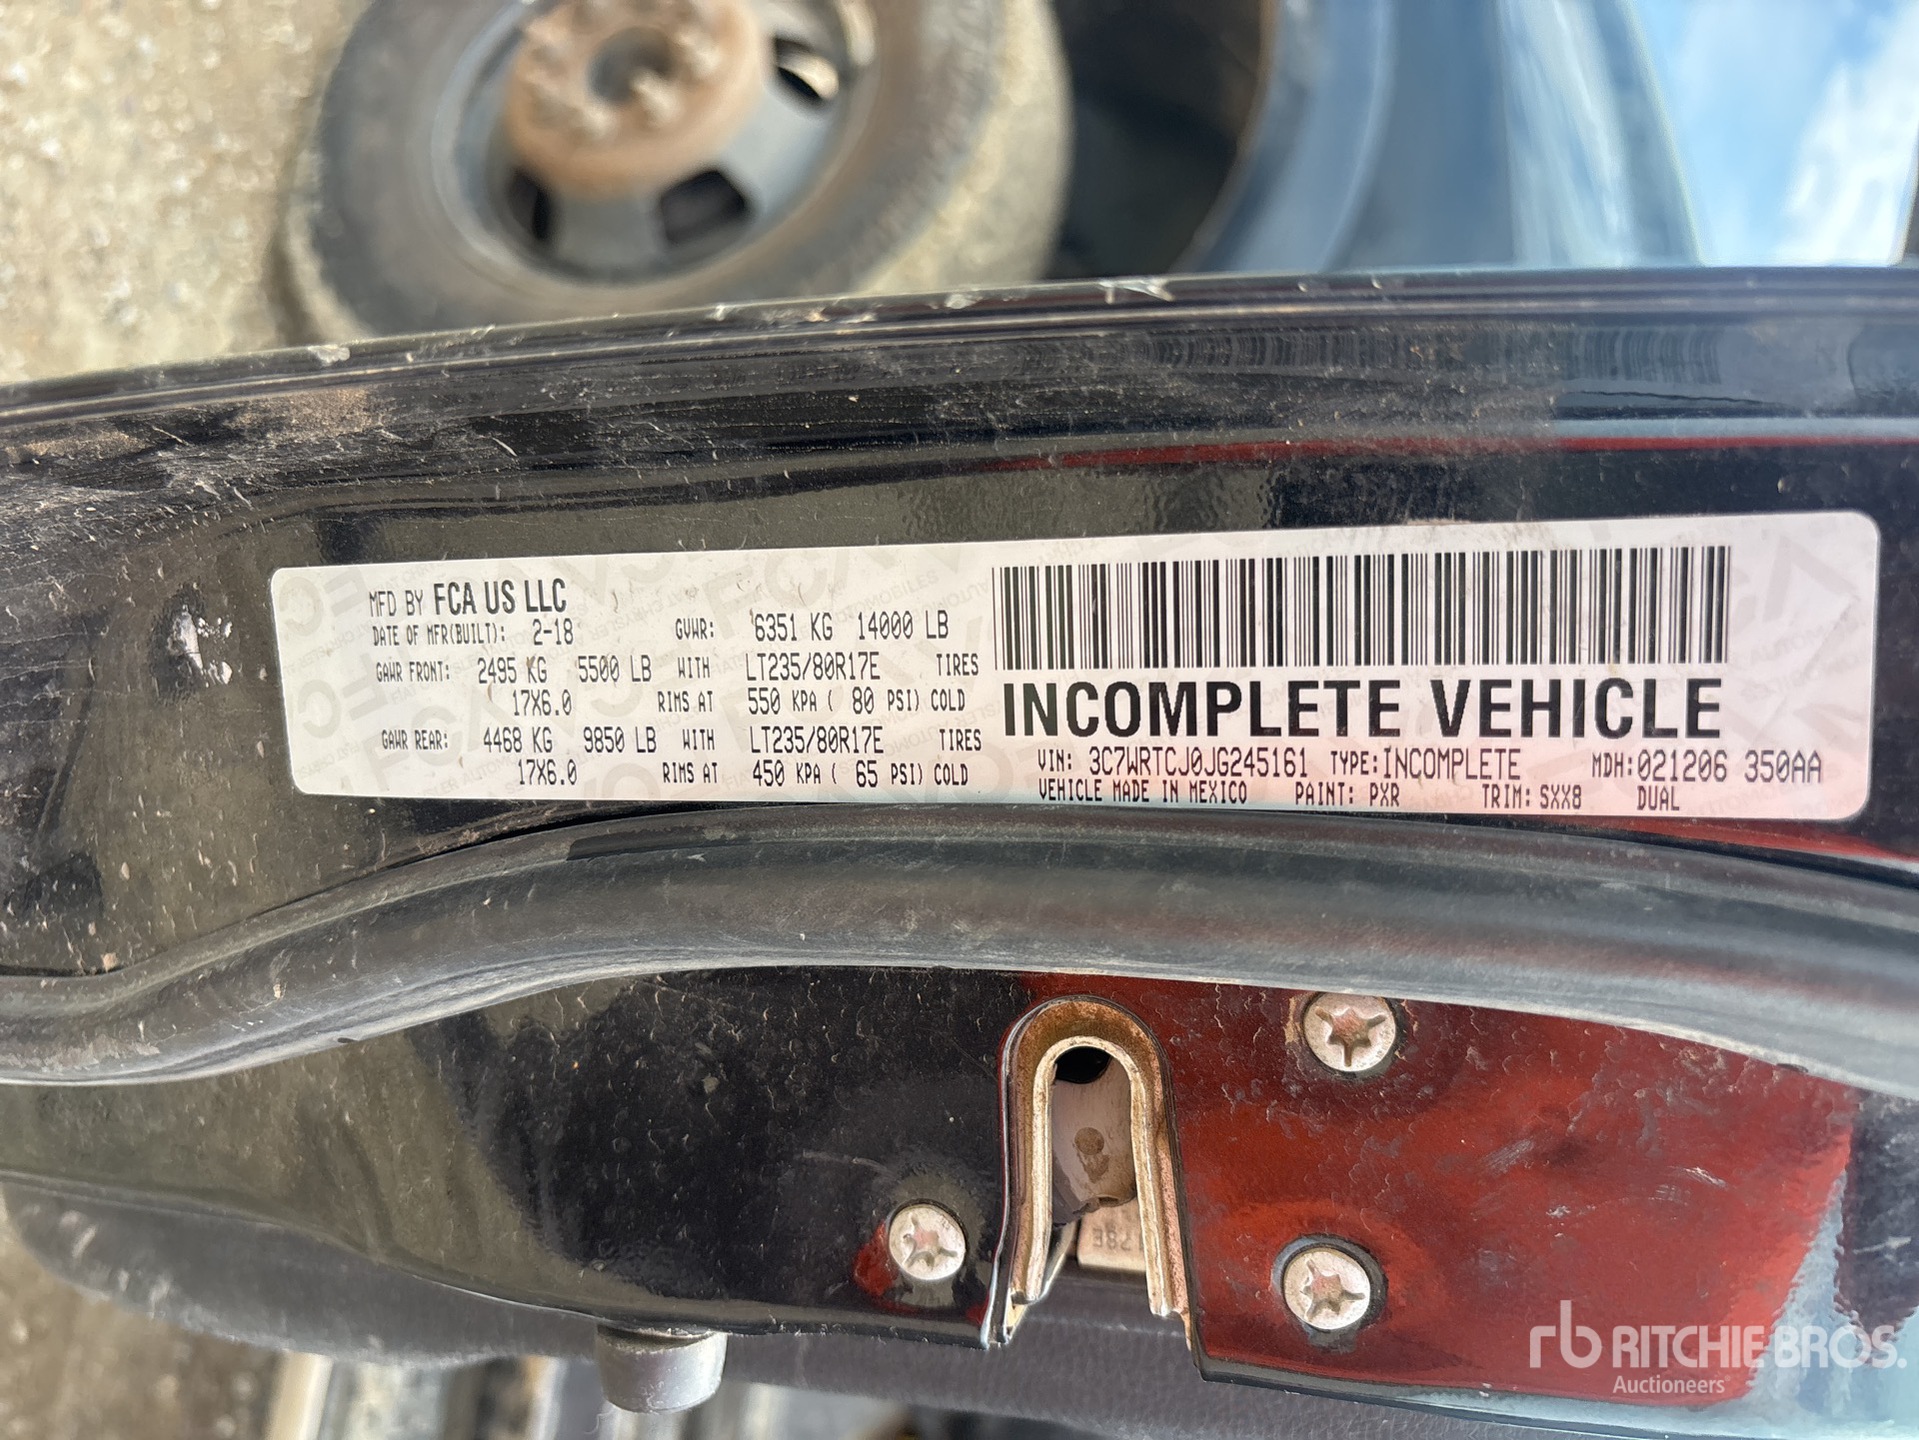 MFD BY FCA US LLC
DATE OF MFR(BUILT): 2-18 GVWR: 6351 KG 14000 LB
GAWR FRONT: 2495 KG 5500 LB WITH LT235/80R17E TIRES
17X6.0 RIMS AT 550 KPA ( 80 PSI) COLD
GAWR REAR: 4468 KG 9850 LB WITH LT235/80R17E TIRES
17X6.0 RIMS AT 450 KPA ( 65 PSI) COLD
INCOMPLETE VEHICLE
VIN: 3C7WRTCJ0JG245161 TYPE: INCOMPLETE MDH: 021206 350AA
VEHICLE MADE IN MEXICO PAINT: PXR TRIM: SXX8 DUAL
rb RITCHIE BROS.
Auctioneers